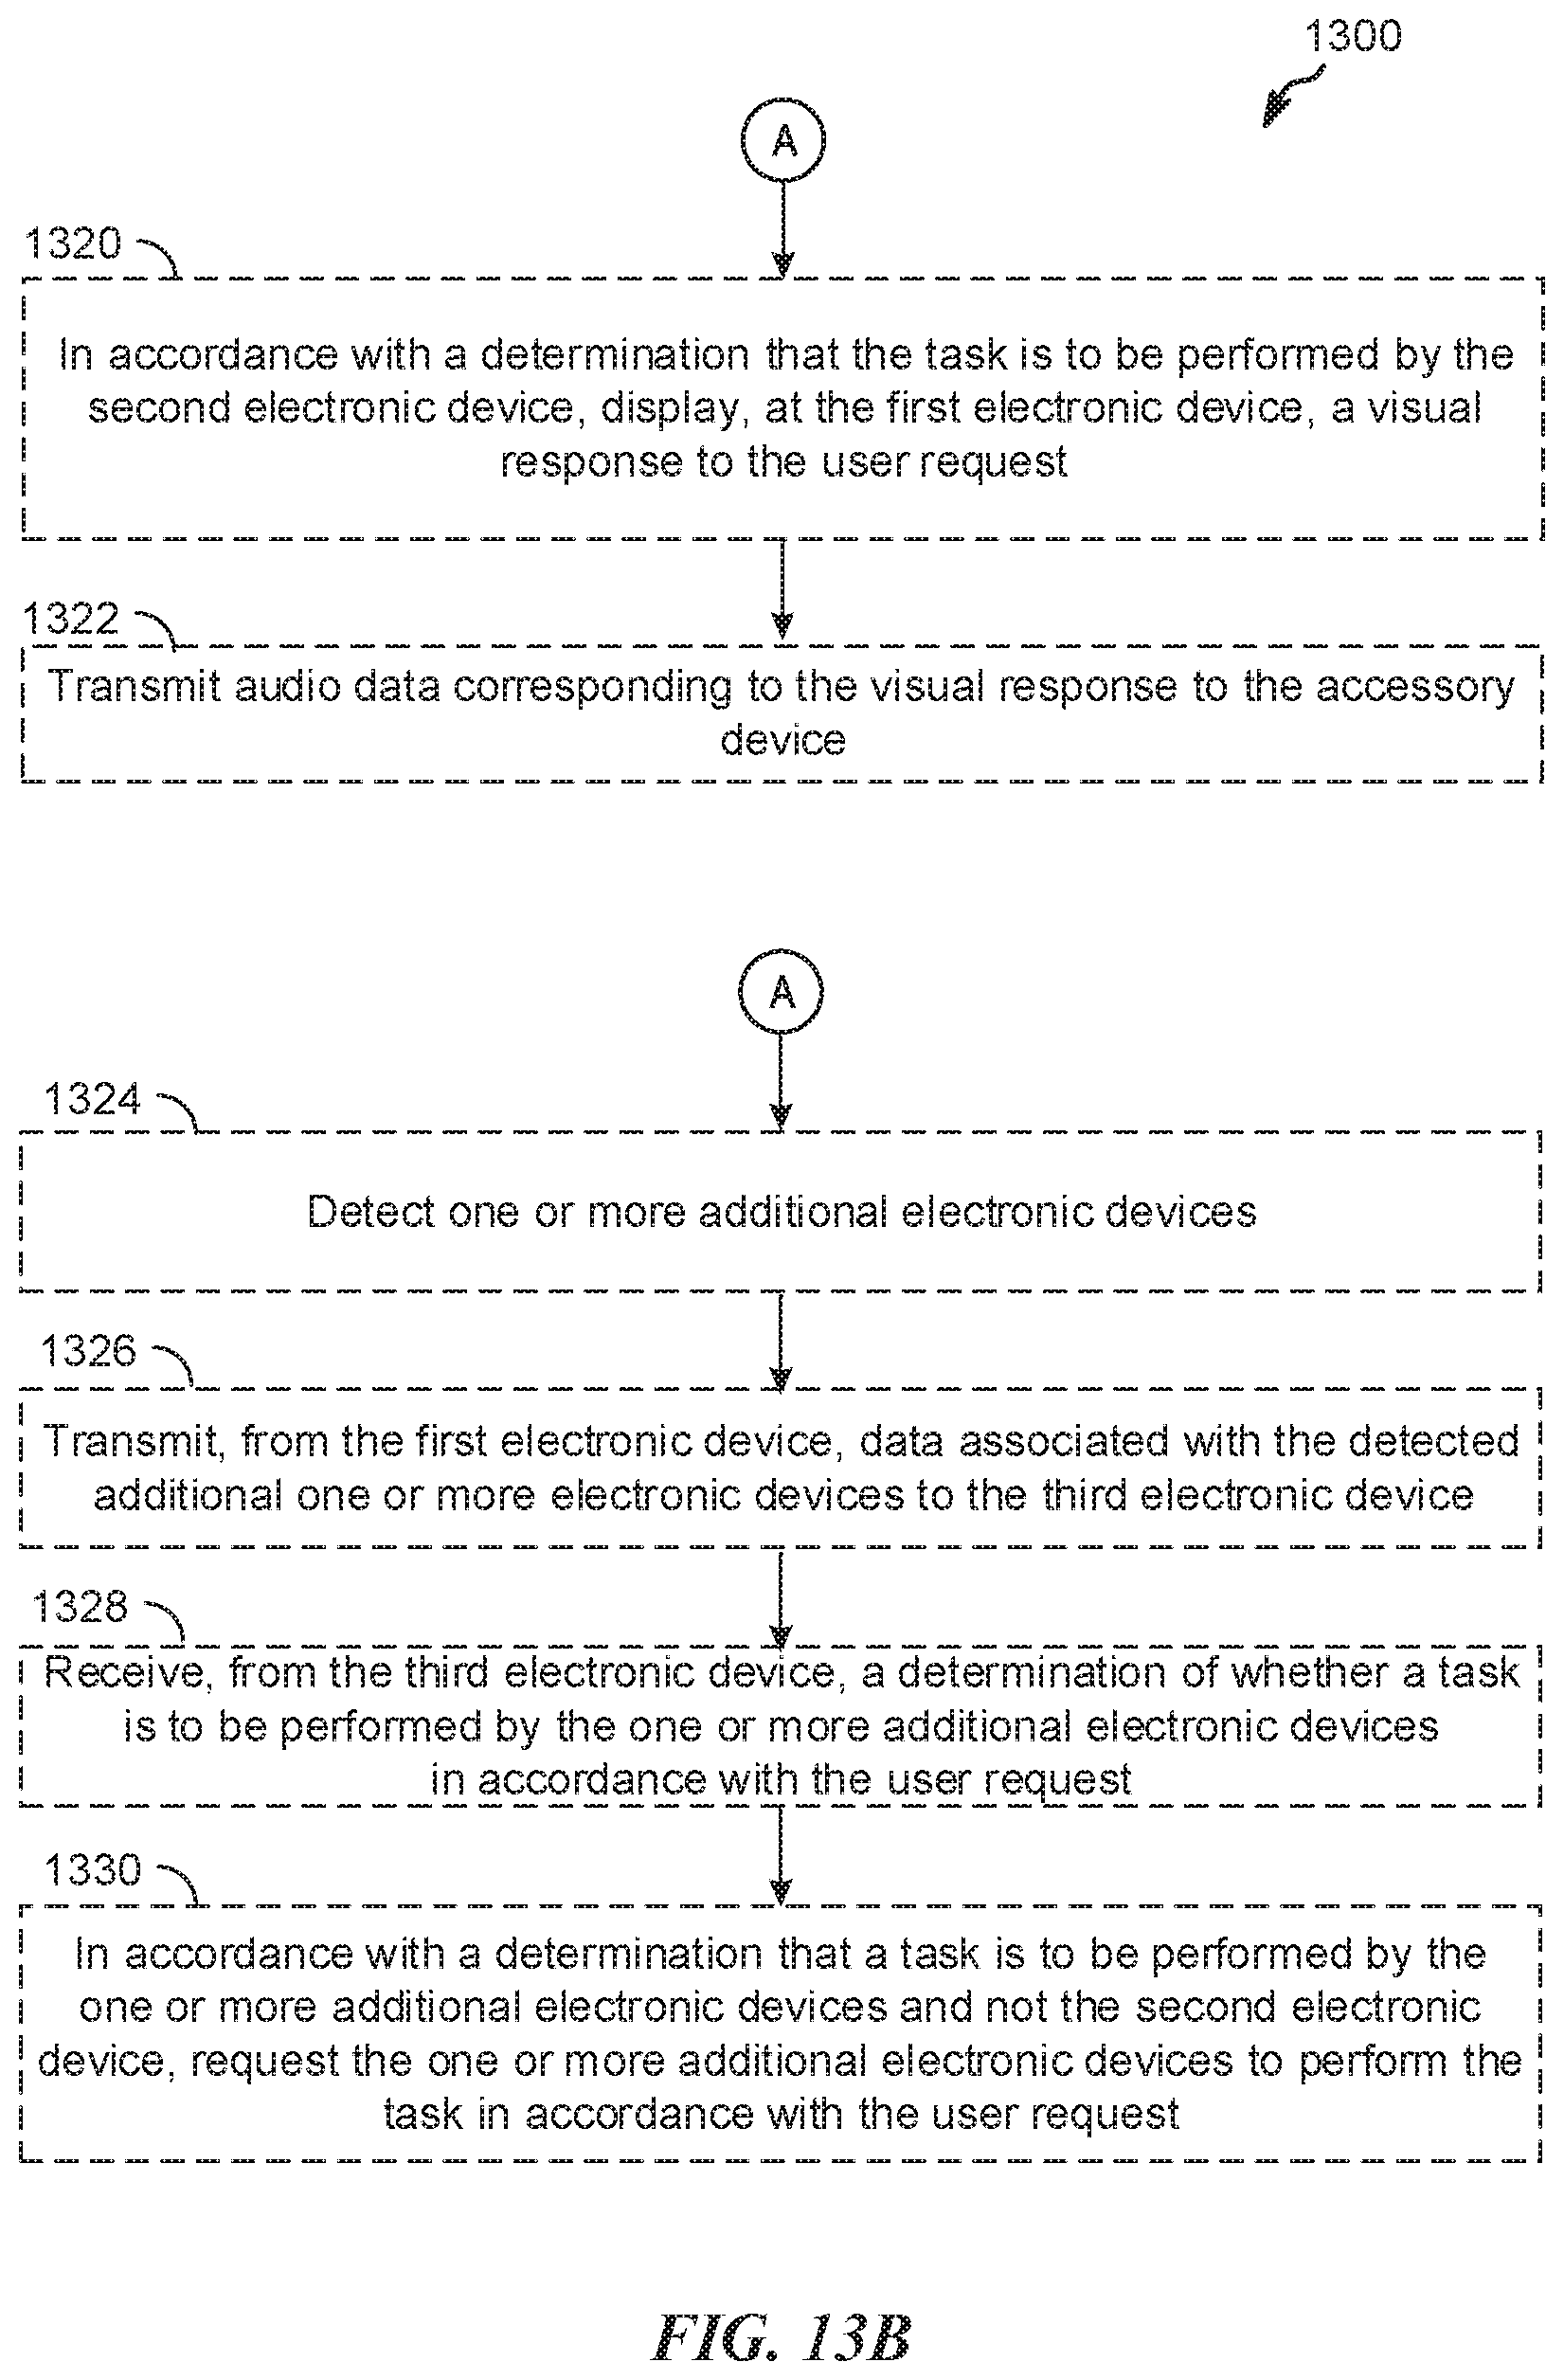 1300
A
1320
In accordance with a determination that the task is to be performed by the
second electronic device, display, at the first electronic device, a visual
response to the user request
1322
Transmit audio data corresponding to the visual response to the accessory
device
A
1324
Detect one or more additional electronic devices
1326
Transmit, from the first electronic device, data associated with the detected
additional one or more electronic devices to the third electronic device
1328
Receive, from the third electronic device, a determination of whether a task
is to be performed by the one or more additional electronic devices
in accordance with the user request
1330
In accordance with a determination that a task is to be performed by the
one or more additional electronic devices and not the second electronic
device, request the one or more additional electronic devices to perform the
task in accordance with the user request
FIG. 13B